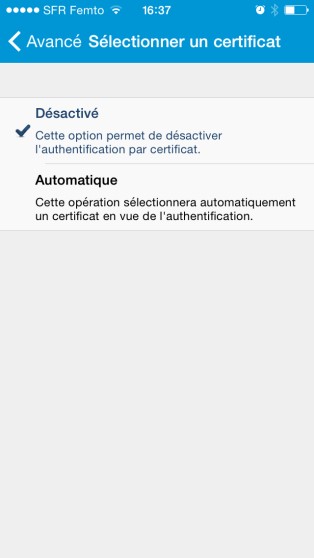 SFR Femto 16:37
Avancé Sélectionner un certificat
Désactivé
Cette option permet de désactiver
l'authentification par certificat.
Automatique
Cette opération sélectionnera automatiquement
un certificat en vue de l'authentification.